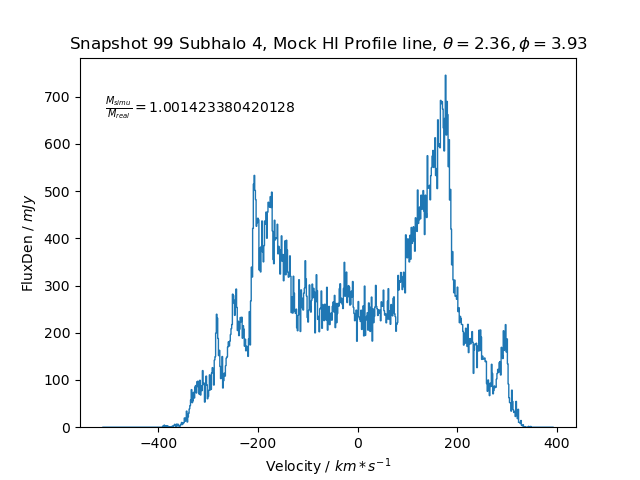 Snapshot 99 Subhalo 4, Mock HI Profile line, θ = 2.36, ϕ = 3.93
M_simu/M_real = 1.001423380420128
FluxDen / mJy
700
600
500
400
300
200
100
0
−400 −200 0 200 400
Velocity / km * s^−1